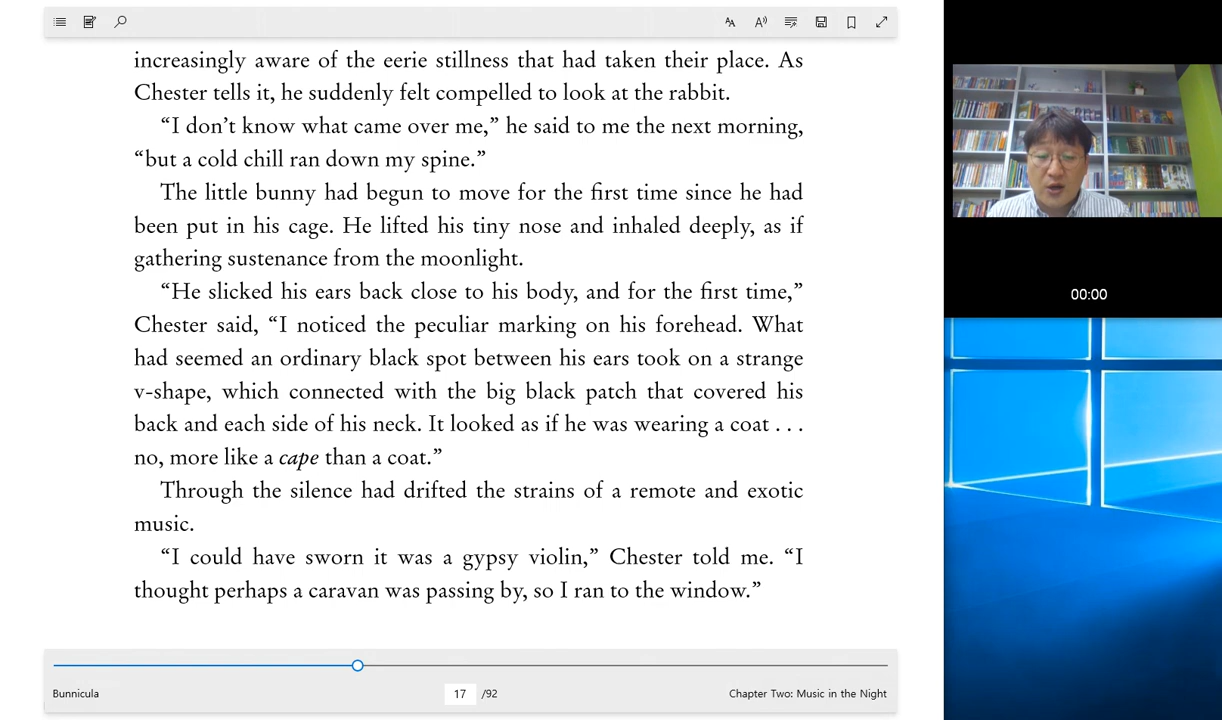 increasingly aware of the eerie stillness that had taken their place. As
Chester tells it, he suddenly felt compelled to look at the rabbit.
“I don’t know what came over me,” he said to me the next morning,
“but a cold chill ran down my spine.”
The little bunny had begun to move for the first time since he had
been put in his cage. He lifted his tiny nose and inhaled deeply, as if
gathering sustenance from the moonlight.
“He slicked his ears back close to his body, and for the first time,”
Chester said, “I noticed the peculiar marking on his forehead. What
had seemed an ordinary black spot between his ears took on a strange
v-shape, which connected with the big black patch that covered his
back and each side of his neck. It looked as if he was wearing a coat . . .
no, more like a cape than a coat.”
Through the silence had drifted the strains of a remote and exotic
music.
“I could have sworn it was a gypsy violin,” Chester told me. “I
thought perhaps a caravan was passing by, so I ran to the window.”
Bunnicula
17 /92
Chapter Two: Music in the Night
00:00